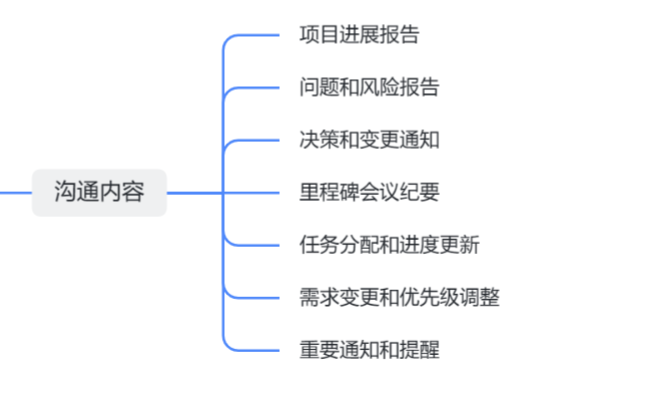 沟通内容
项目进展报告
问题和风险报告
决策和变更通知
里程碑会议纪要
任务分配和进度更新
需求变更和优先级调整
重要通知和提醒